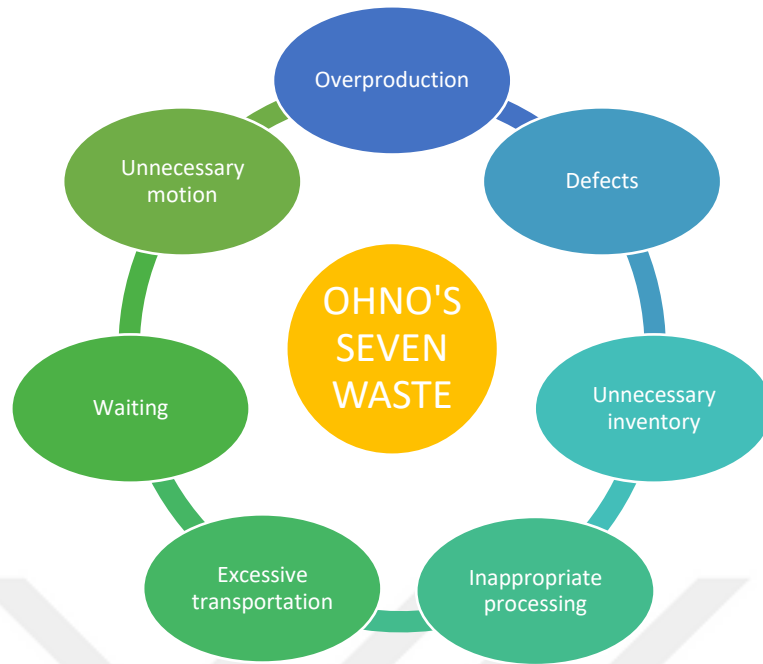 Overproduction
Defects
Unnecessary
inventory
Inappropriate
processing
Excessive
transportation
Waiting
Unnecessary
motion
OHNO'S
SEVEN
WASTE